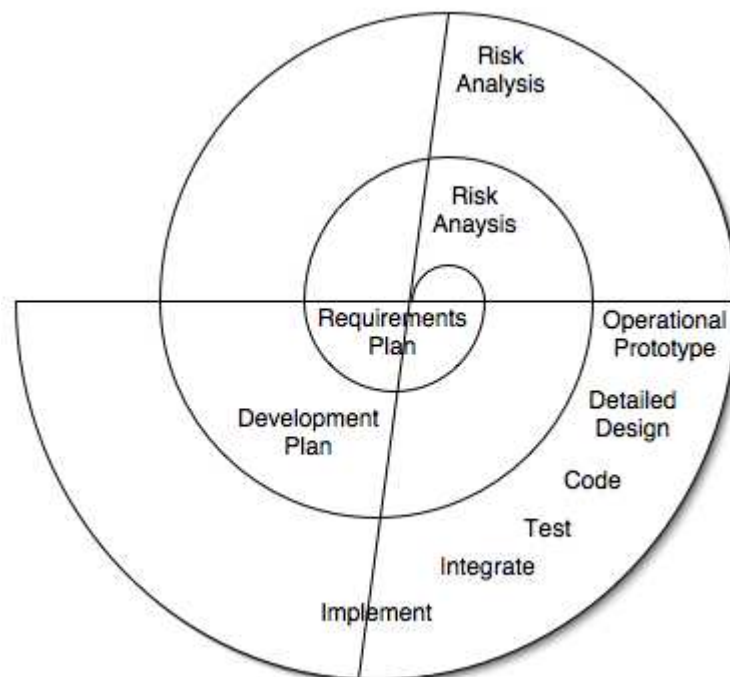 Risk
Analysis
Risk
Anaysis
Requirements
Plan
Operational
Prototype
Development
Plan
Detailed
Design
Code
Test
Integrate
Implement